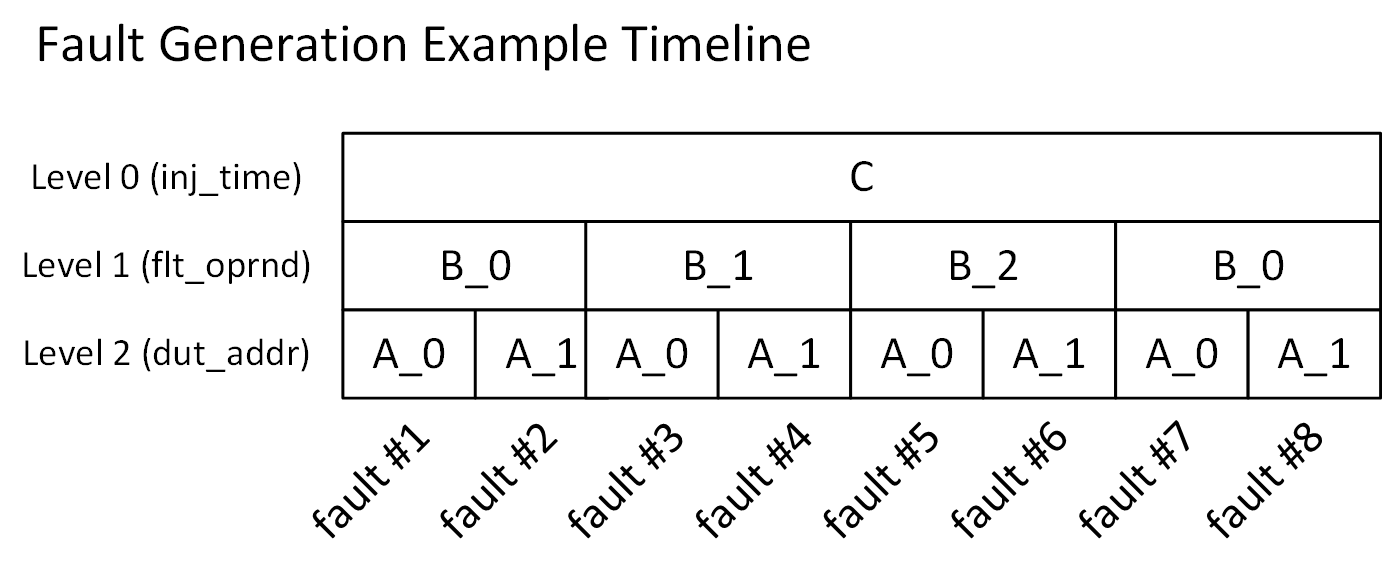 Fault Generation Example Timeline
Level 0 (inj_time) C
Level 1 (flt_oprnd) B_0 B_1 B_2 B_0
Level 2 (dut_addr) A_0 A_1 A_0 A_1 A_0 A_1 A_0 A_1
fault #1 fault #2 fault #3 fault #4 fault #5 fault #6 fault #7 fault #8